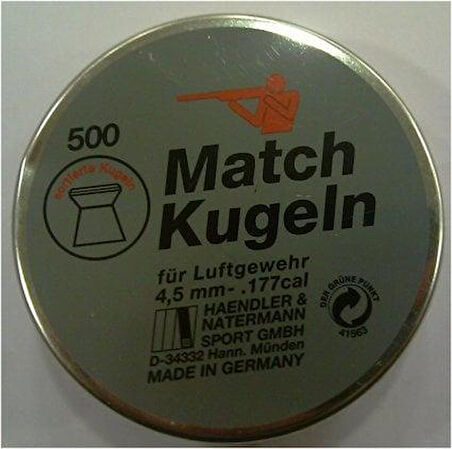 500
sortierte Kugeln
Match
Kugeln
für Luftgewehr
4,5 mm- .177cal
HAENDLER &
NATERMANN
SPORT GMBH
D-34332 Hann. Münden
MADE IN GERMANY
DER GRÜNE PUNKT
41563